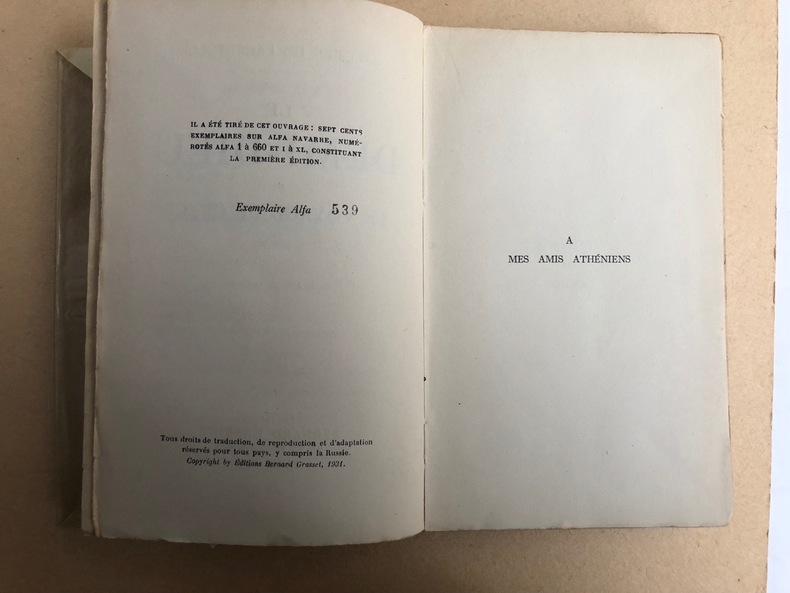 IL A ÉTÉ TIRÉ DE CET OUVRAGE : SEPT CENTS
EXEMPLAIRES SUR ALFA NAVARRE, NUMÉ-
ROTÉS ALFA 1 à 660 ET I à XL, CONSTITUANT
LA PREMIÈRE ÉDITION.
Exemplaire Alfa 539
Tous droits de traduction, de reproduction et d'adaptation
réservés pour tous pays, y compris la Russie.
Copyright by Éditions Bernard Grasset, 1931.
A
MES AMIS ATHÉNIENS